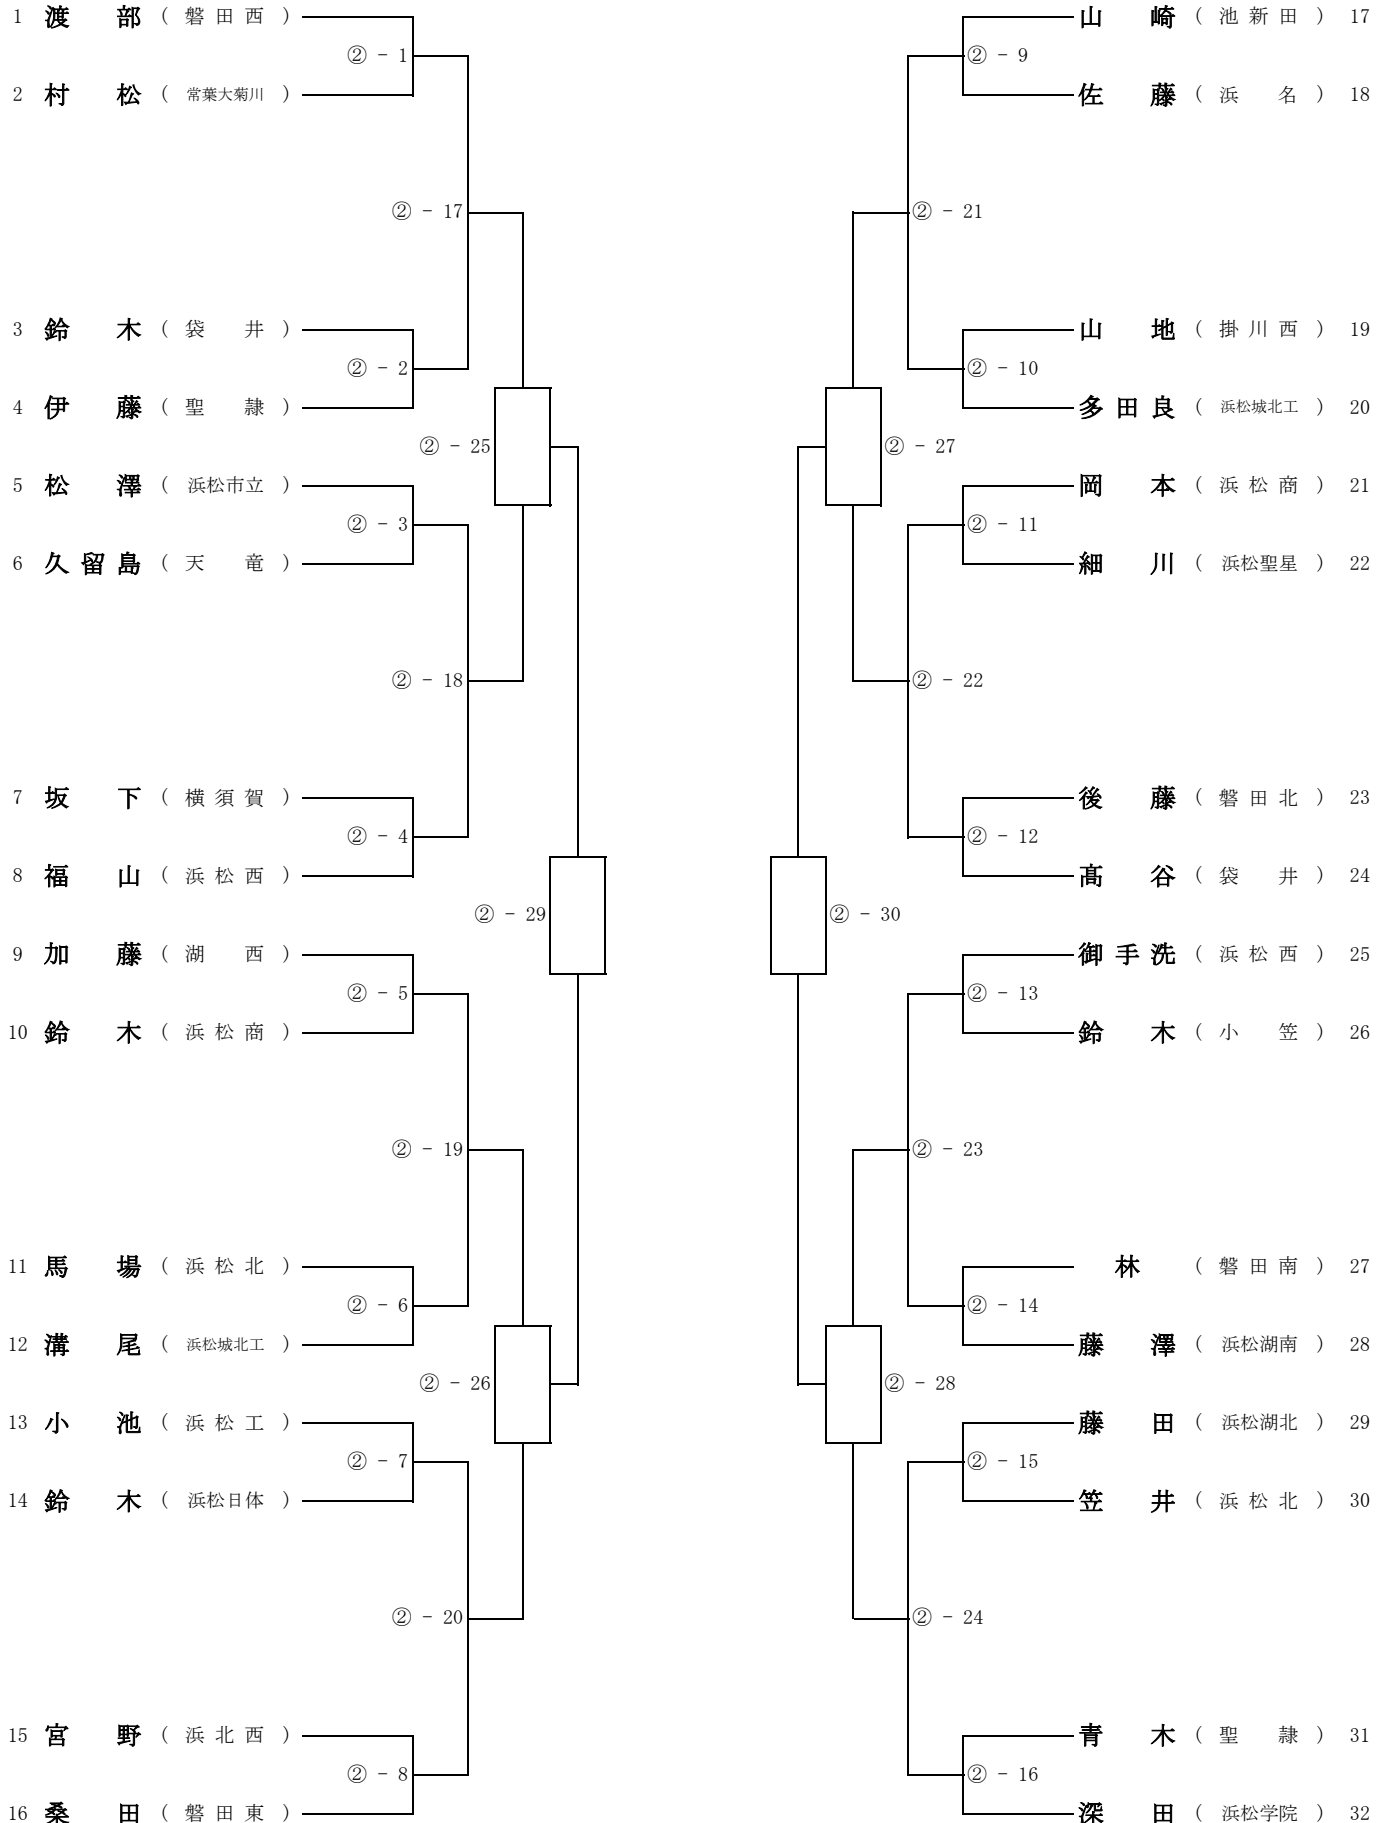 1 渡 部 ( 磐 田 西 )
② - 1
2 村 松 ( 常葉大菊川 )
② - 17
3 鈴 木 ( 袋 井 )
② - 2
4 伊 藤 ( 聖 隷 )
② - 25
5 松 澤 ( 浜松市立 )
② - 3
6 久 留 島 ( 天 竜 )
② - 18
7 坂 下 ( 横 須 賀 )
② - 4
8 福 山 ( 浜 松 西 )
② - 29
9 加 藤 ( 湖 西 )
② - 5
10 鈴 木 ( 浜 松 商 )
② - 19
11 馬 場 ( 浜 松 北 )
② - 6
12 溝 尾 ( 浜松城北工 )
② - 26
13 小 池 ( 浜 松 工 )
② - 7
14 鈴 木 ( 浜松日体 )
② - 20
15 宮 野 ( 浜 北 西 )
② - 8
16 桑 田 ( 磐 田 東 )
山 崎 ( 池 新 田 ) 17
② - 9
佐 藤 ( 浜 名 ) 18
② - 21
山 地 ( 掛 川 西 ) 19
② - 10
多 田 良 ( 浜松城北工 ) 20
② - 27
岡 本 ( 浜 松 商 ) 21
② - 11
細 川 ( 浜松聖星 ) 22
② - 22
後 藤 ( 磐 田 北 ) 23
② - 12
髙 谷 ( 袋 井 ) 24
② - 30
御 手 洗 ( 浜 松 西 ) 25
② - 13
鈴 木 ( 小 笠 ) 26
② - 23
林 ( 磐 田 南 ) 27
② - 14
藤 澤 ( 浜松湖南 ) 28
② - 28
藤 田 ( 浜松湖北 ) 29
② - 15
笠 井 ( 浜 松 北 ) 30
② - 24
青 木 ( 聖 隷 ) 31
② - 16
深 田 ( 浜松学院 ) 32